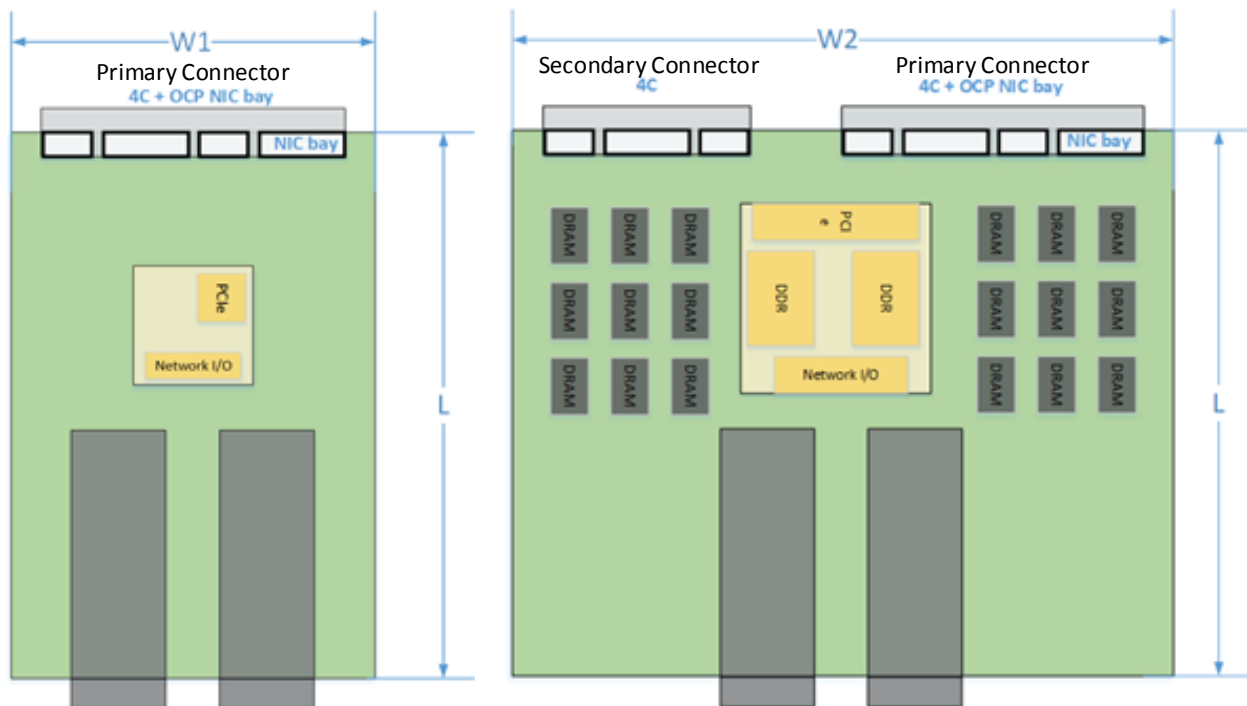 W1
Primary Connector
4C + OCP NIC bay
NIC bay
PCIe
Network I/O
L
W2
Secondary Connector
4C
Primary Connector
4C + OCP NIC bay
NIC bay
DRAM
DRAM
DRAM
DRAM
DRAM
DRAM
DRAM
DRAM
DRAM
PCI
e
DDR
DDR
Network I/O
DRAM
DRAM
DRAM
DRAM
DRAM
DRAM
DRAM
DRAM
DRAM
L